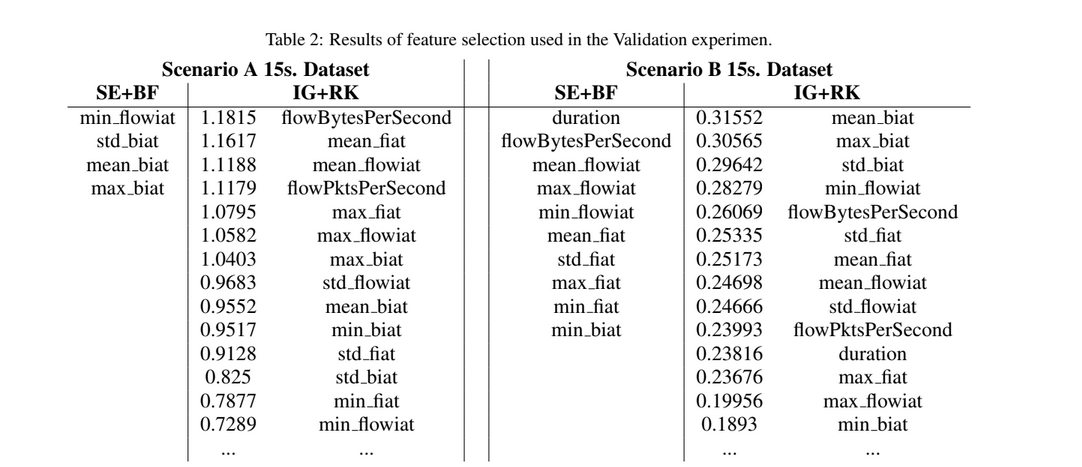 Table 2: Results of feature selection used in the Validation experimen.
Scenario A 15s. Dataset Scenario B 15s. Dataset
SE+BF IG+RK SE+BF IG+RK
min_flowiat 1.1815 flowBytesPerSecond duration 0.31552 mean_biat
std_biat 1.1617 mean_fiat flowBytesPerSecond 0.30565 max_biat
mean_biat 1.1188 mean_flowiat mean_flowiat 0.29642 std_biat
max_biat 1.1179 flowPktsPerSecond max_flowiat 0.28279 min_flowiat
1.0795 max_fiat min_flowiat 0.26069 flowBytesPerSecond
1.0582 max_flowiat mean_fiat 0.25335 std_fiat
1.0403 max_biat std_fiat 0.25173 mean_fiat
0.9683 std_flowiat max_fiat 0.24698 mean_flowiat
0.9552 mean_biat min_fiat 0.24666 std_flowiat
0.9517 min_biat min_biat 0.23993 flowPktsPerSecond
0.9128 std_fiat 0.23816 duration
0.825 std_biat 0.23676 max_fiat
0.7877 min_fiat 0.19956 max_flowiat
0.7289 min_flowiat 0.1893 min_biat
... ... ... ...